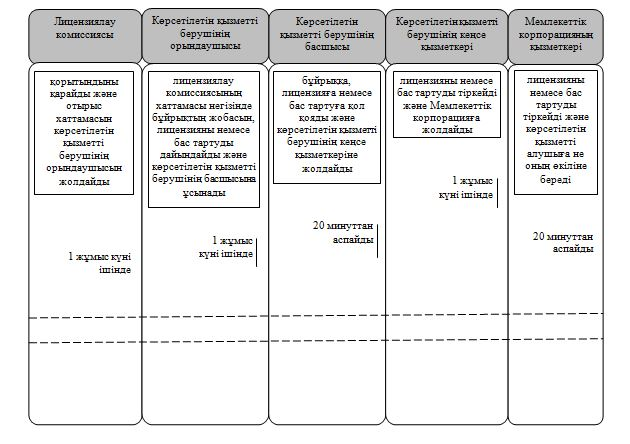 Лицензиялау
комиссиясы
қорытындыны
қарайды және
отырыс
хаттамасын
көрсетілетін
қызметті
берушінің
орындаушысын
жолдайды
1 жұмыс күні
ішінде
Көрсетілетін қызметті
берушінің
орындаушысы
лицензиялау
комиссиясының
хаттамасы негізінде
бұйрықтың жобасын,
лицензияны немесе
бас тартуды
дайындайды және
көрсетілетін қызметті
берушінің басшысына
ұсынады
1 жұмыс
күні ішінде
Көрсетілетін
қызметті берушінің
басшысы
бұйрыққа,
лицензияға немесе
бас тартуға қол
қояды және
көрсетілетін қызметті
берушінің кеңсе
қызметкеріне
жолдайды
20 минуттан
аспайды
Көрсетілетін қызметті
берушінің кеңсе
қызметкері
лицензияны немесе
бас тартуды тіркейді
және Мемлекеттік
корпорацияға
жолдайды
1 жұмыс
күні ішінде
Мемлекеттік
корпорацияның
қызметкері
лицензияны
немесе бас
тартуды
тіркейді және
көрсетілетін
қызметті
алушыға не
оның өкіліне
береді
20 минуттан
аспайды